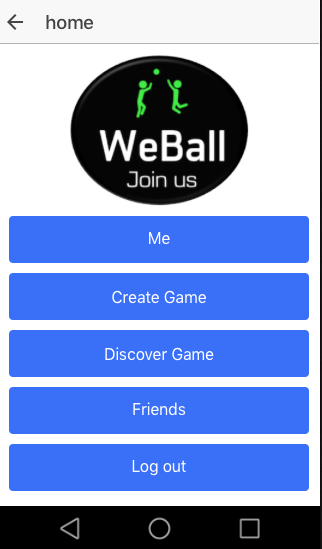 home
WeBall
Join us
Me
Create Game
Discover Game
Friends
Log out